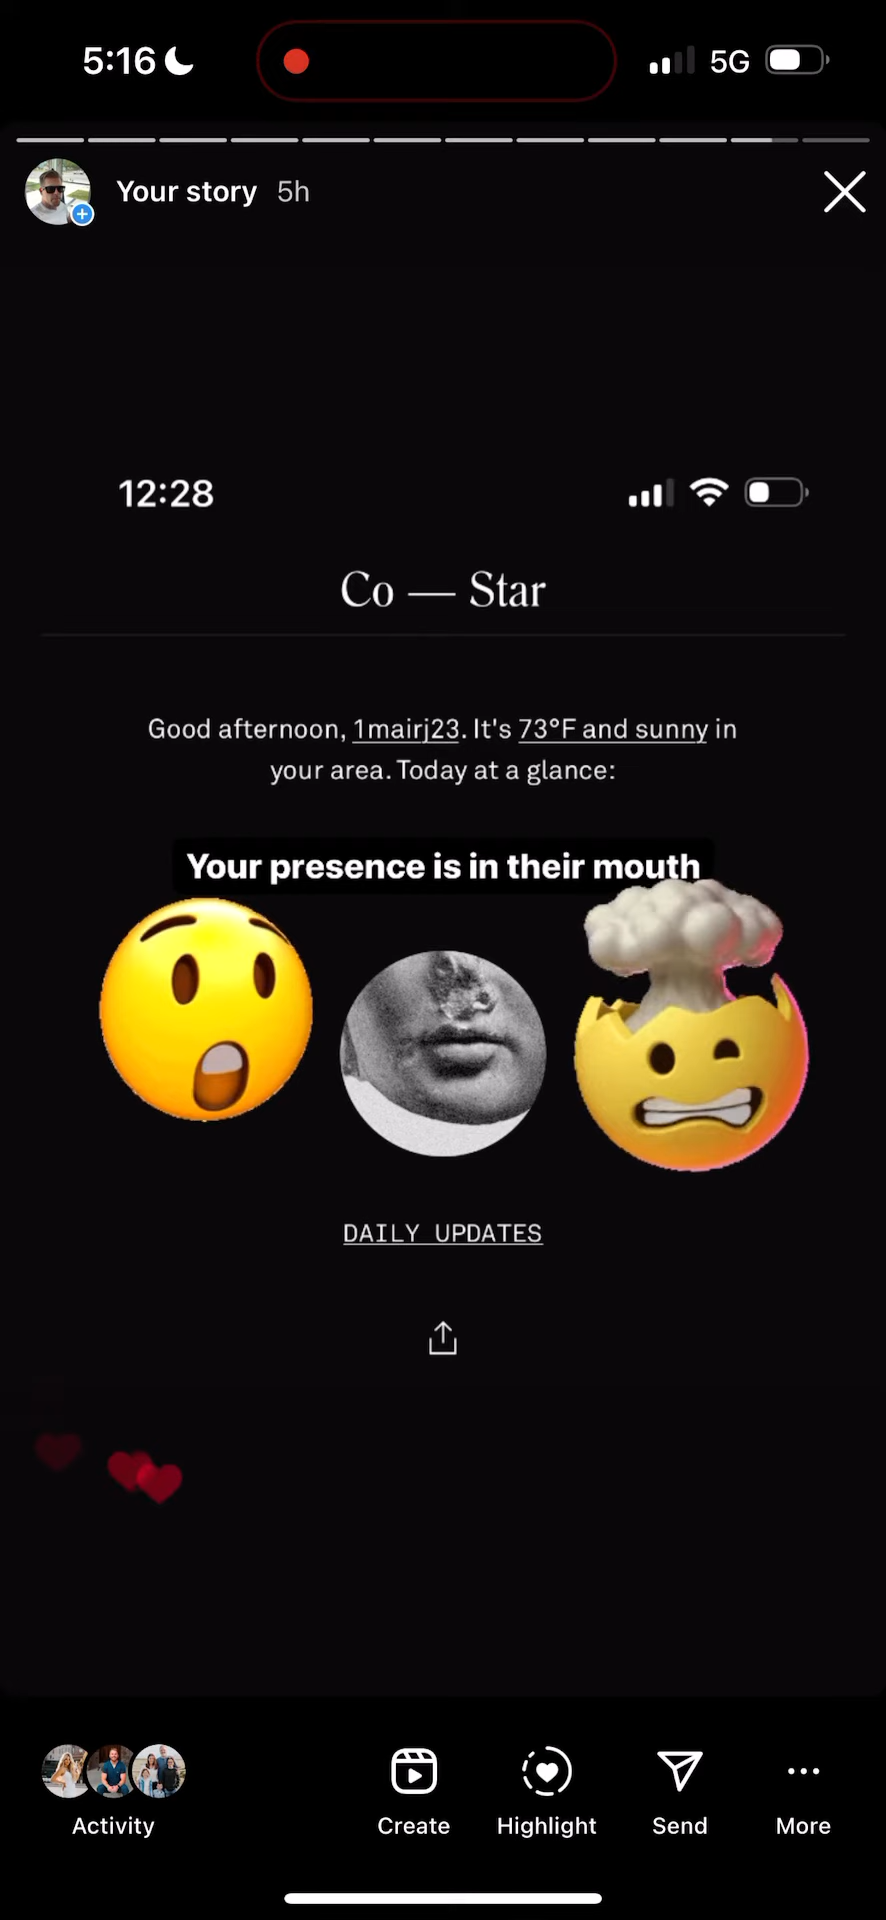 5:16
5G
Your story 5h
12:28
Co — Star
Good afternoon, 1mairj23. It's 73°F and sunny in
your area. Today at a glance:
Your presence is in their mouth
DAILY UPDATES
Activity
Create
Highlight
Send
More